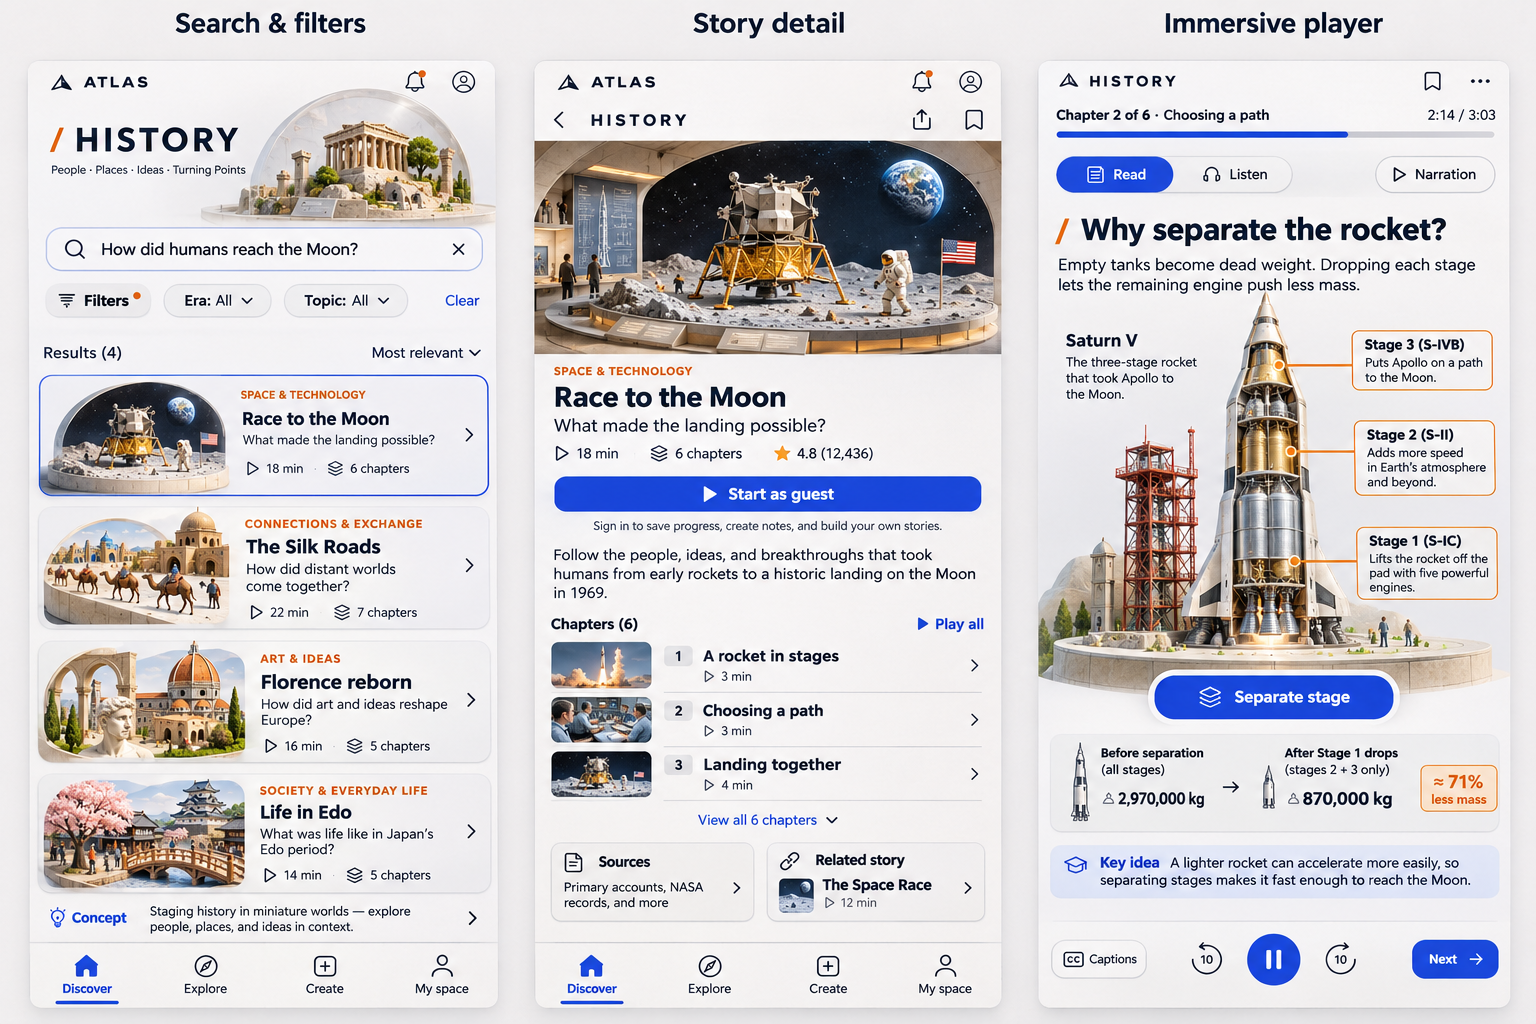 Search & filters
ATLAS
/ HISTORY
People · Places · Ideas · Turning Points
How did humans reach the Moon?
Filters
Era: All
Topic: All
Clear
Results (4)
Most relevant
SPACE & TECHNOLOGY
Race to the Moon
What made the landing possible?
18 min · 6 chapters
CONNECTIONS & EXCHANGE
The Silk Roads
How did distant worlds
come together?
22 min · 7 chapters
ART & IDEAS
Florence reborn
How did art and ideas reshape
Europe?
16 min · 5 chapters
SOCIETY & EVERYDAY LIFE
Life in Edo
What was life like in Japan's
Edo period?
14 min · 5 chapters
Concept
Staging history in miniature worlds — explore
people, places, and ideas in context.
Discover
Explore
Create
My space
Story detail
ATLAS
HISTORY
SPACE & TECHNOLOGY
Race to the Moon
What made the landing possible?
18 min
6 chapters
4.8 (12,436)
Start as guest
Sign in to save progress, create notes, and build your own stories.
Follow the people, ideas, and breakthroughs that took
humans from early rockets to a historic landing on the Moon
in 1969.
Chapters (6)
Play all
1 A rocket in stages
3 min
2 Choosing a path
3 min
3 Landing together
4 min
View all 6 chapters
Sources
Primary accounts, NASA
records, and more
Related story
The Space Race
12 min
Discover
Explore
Create
My space
Immersive player
HISTORY
Chapter 2 of 6 · Choosing a path
2:14 / 3:03
Read
Listen
Narration
/ Why separate the rocket?
Empty tanks become dead weight. Dropping each stage
lets the remaining engine push less mass.
Saturn V
The three-stage rocket
that took Apollo to
the Moon.
Stage 3 (S-IVB)
Puts Apollo on a path
to the Moon.
Stage 2 (S-II)
Adds more speed
in Earth's atmosphere
and beyond.
Stage 1 (S-IC)
Lifts the rocket off the
pad with five powerful
engines.
Separate stage
Before separation
(all stages)
2,970,000 kg
After Stage 1 drops
(stages 2 + 3 only)
870,000 kg
≈ 71%
less mass
Key idea A lighter rocket can accelerate more easily, so
separating stages makes it fast enough to reach the Moon.
CC Captions
10
10
Next